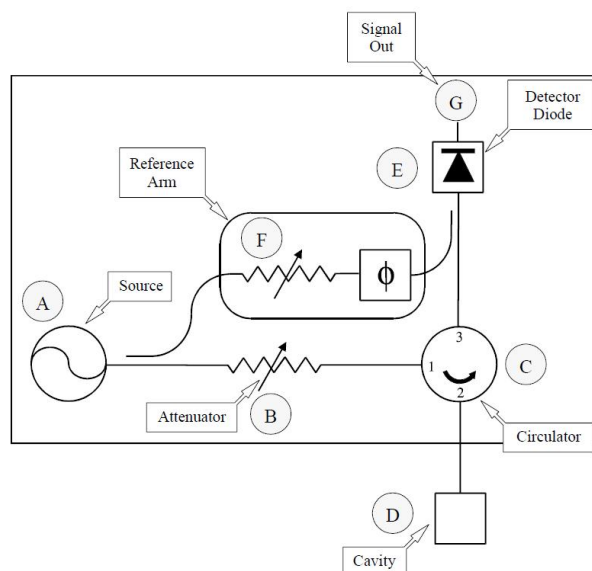 Signal
Out
G
Detector
Diode
E
Reference
Arm
F
ϕ
Source
A
3
1
2
C
Attenuator
B
Circulator
D
Cavity